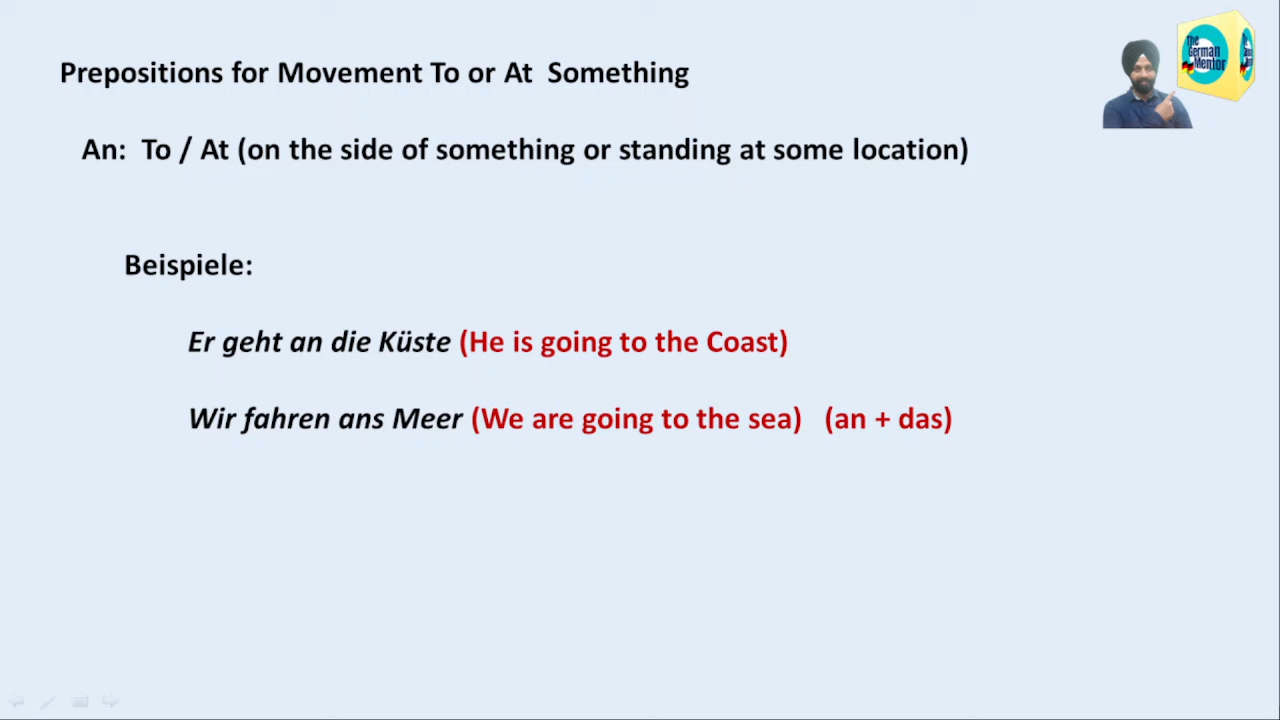 Prepositions for Movement To or At Something
An: To / At (on the side of something or standing at some location)
Beispiele:
Er geht an die Küste (He is going to the Coast)
Wir fahren ans Meer (We are going to the sea) (an + das)
The
German
Mentor